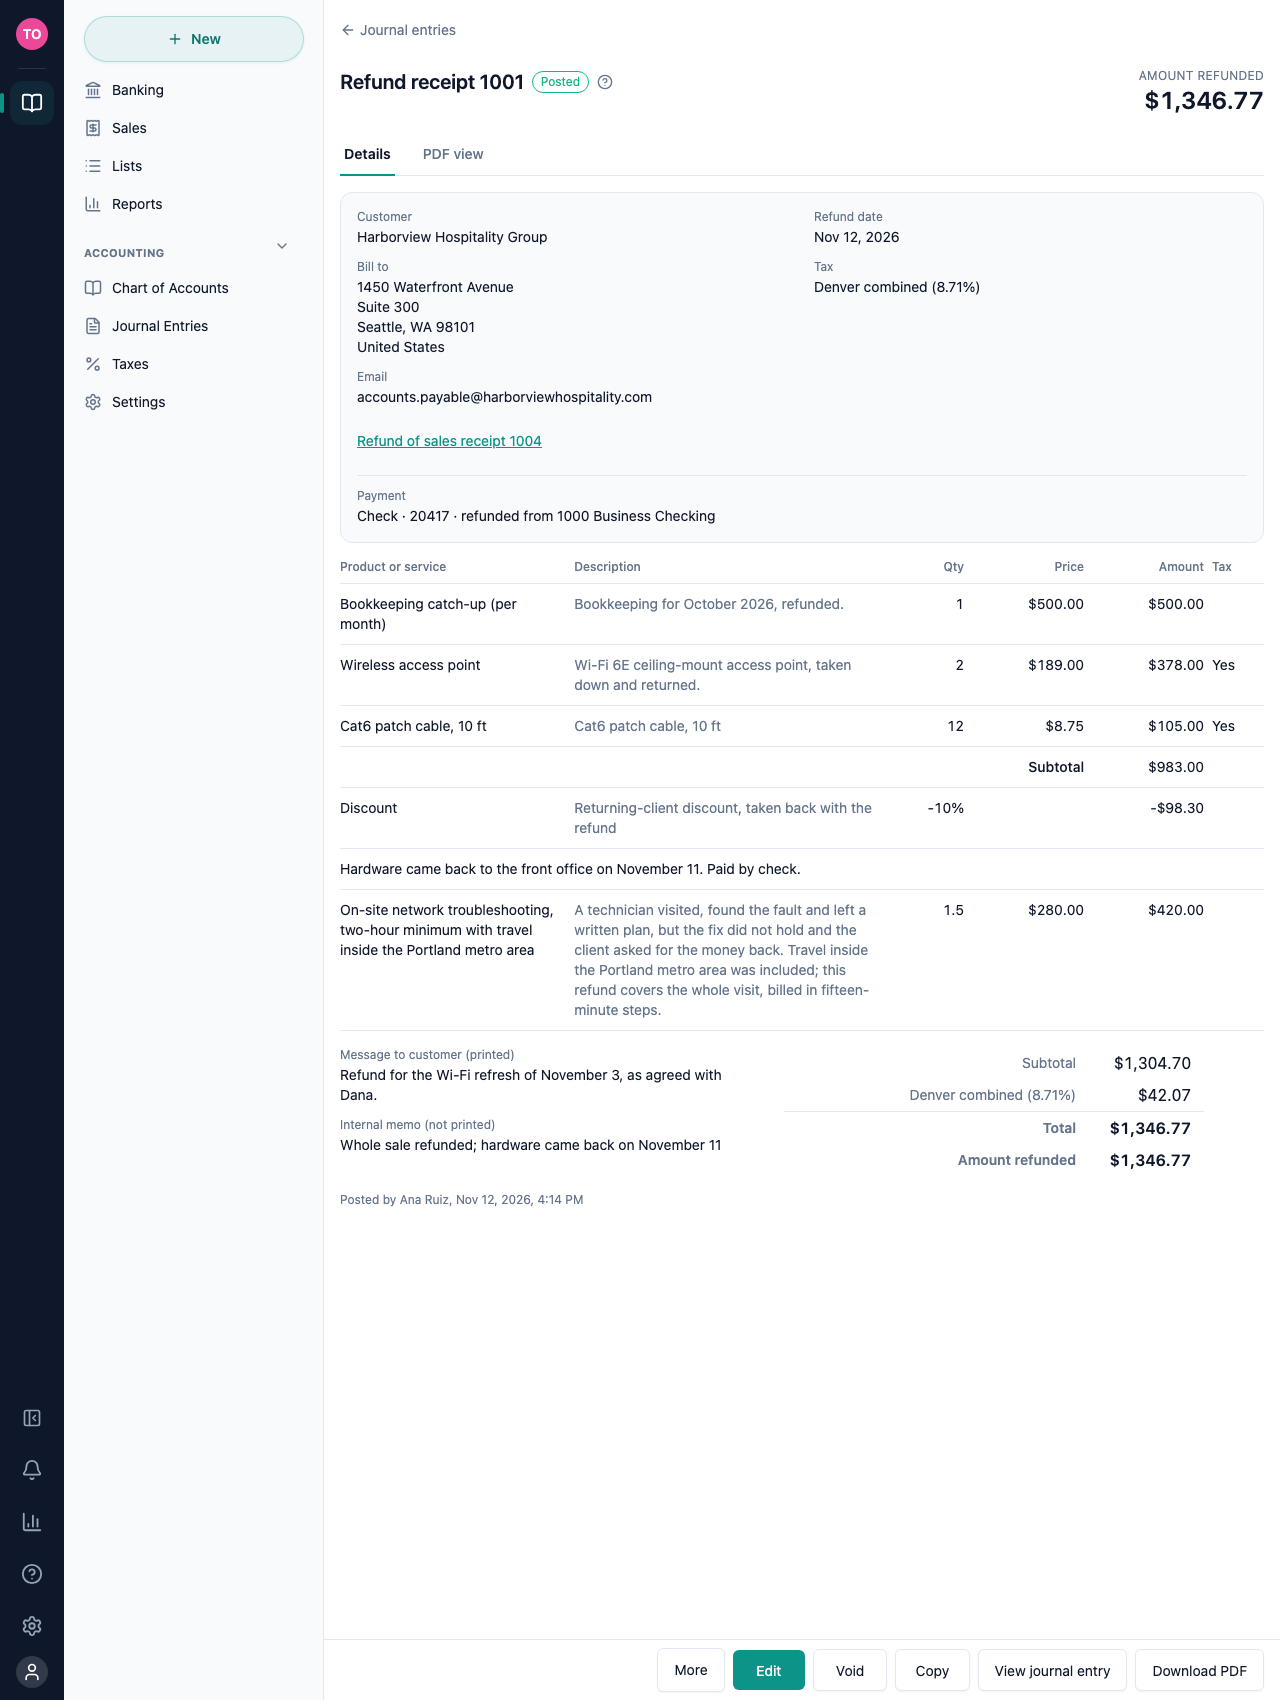 TO
New
Banking
Sales
Lists
Reports
ACCOUNTING
Chart of Accounts
Journal Entries
Taxes
Settings
Journal entries
Refund receipt 1001 Posted
AMOUNT REFUNDED
$1,346.77
Details PDF view
Customer
Harborview Hospitality Group
Refund date
Nov 12, 2026
Bill to
1450 Waterfront Avenue
Suite 300
Seattle, WA 98101
United States
Tax
Denver combined (8.71%)
Email
accounts.payable@harborviewhospitality.com
Refund of sales receipt 1004
Payment
Check · 20417 · refunded from 1000 Business Checking
Product or service Description Qty Price Amount Tax
Bookkeeping catch-up (per Bookkeeping for October 2026, refunded. 1 $500.00 $500.00
month)
Wireless access point Wi-Fi 6E ceiling-mount access point, taken 2 $189.00 $378.00 Yes
down and returned.
Cat6 patch cable, 10 ft Cat6 patch cable, 10 ft 12 $8.75 $105.00 Yes
Subtotal $983.00
Discount Returning-client discount, taken back with the -10% -$98.30
refund
Hardware came back to the front office on November 11. Paid by check.
On-site network troubleshooting, A technician visited, found the fault and left a 1.5 $280.00 $420.00
two-hour minimum with travel written plan, but the fix did not hold and the
inside the Portland metro area client asked for the money back. Travel inside
the Portland metro area was included; this
refund covers the whole visit, billed in fifteen-
minute steps.
Message to customer (printed)
Refund for the Wi-Fi refresh of November 3, as agreed with
Dana.
Internal memo (not printed)
Whole sale refunded; hardware came back on November 11
Subtotal $1,304.70
Denver combined (8.71%) $42.07
Total $1,346.77
Amount refunded $1,346.77
Posted by Ana Ruiz, Nov 12, 2026, 4:14 PM
More Edit Void Copy View journal entry Download PDF